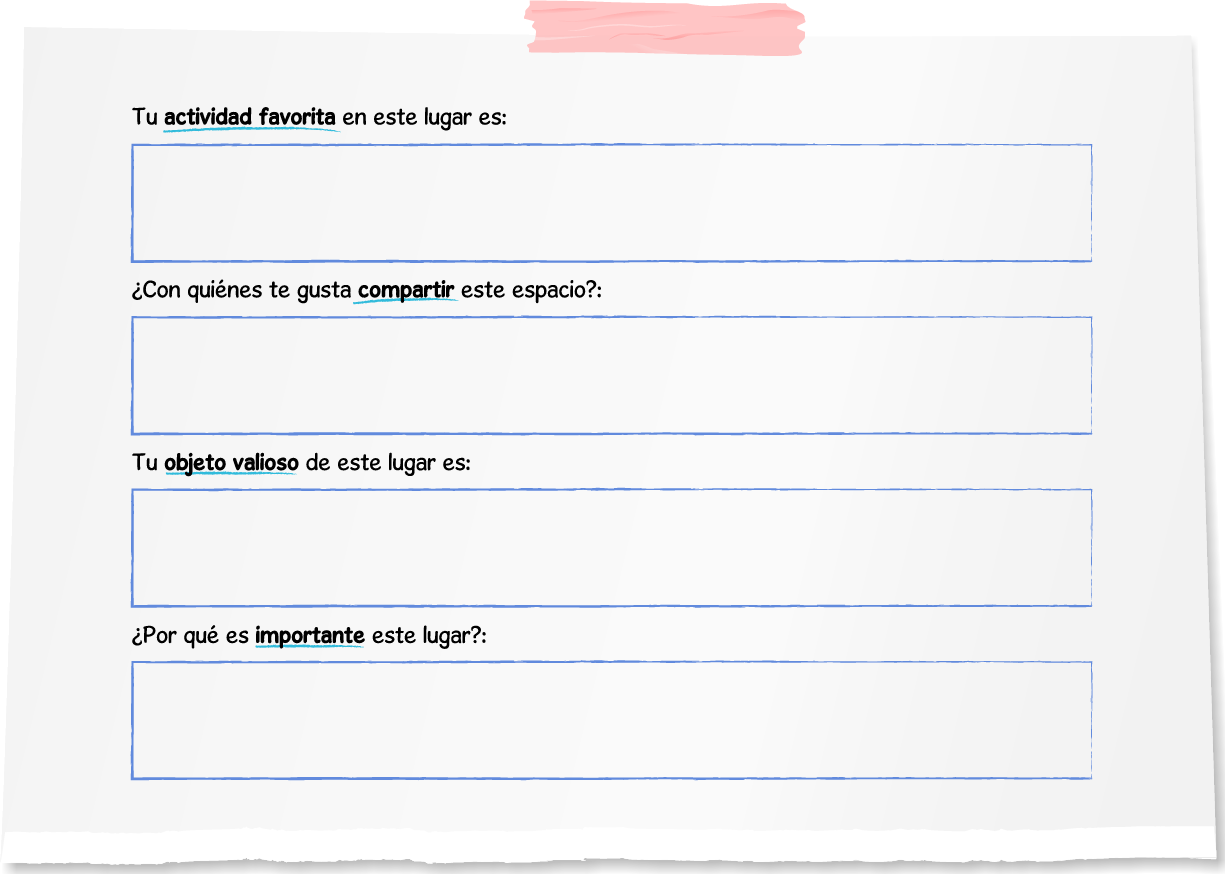 Tu actividad favorita en este lugar es:
¿Con quiénes te gusta compartir este espacio?:
Tu objeto valioso de este lugar es:
¿Por qué es importante este lugar?: